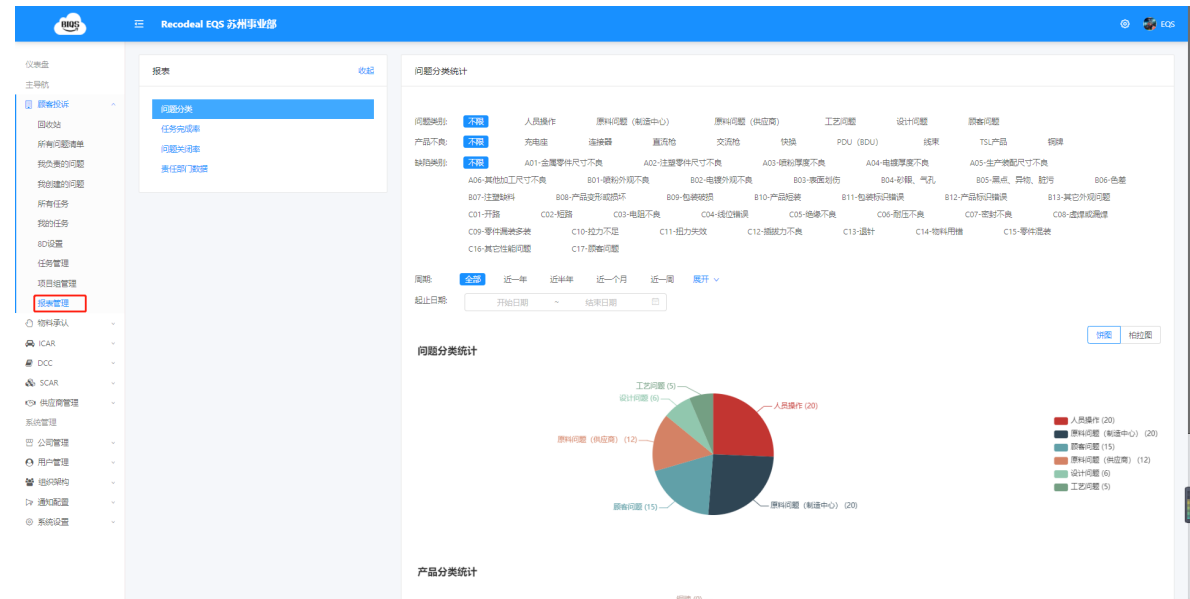 BIQS
Recodeal EQS 苏州事业部
EQS
仪表盘
主导航
顾客投诉
回收站
所有问题清单
我负责的问题
我创建的问题
所有任务
我的任务
8D设置
任务管理
项目组管理
报表管理
物料承认
ICAR
DCC
SCAR
供应商管理
系统管理
公司管理
用户管理
组织架构
通知配置
系统设置
报表 收起
问题分类
任务完成率
问题关闭率
责任部门数据
问题分类统计
问题类别: 不限 人员操作 原料问题（制造中心） 原料问题（供应商） 工艺问题 设计问题 顾客问题
产品不良: 不限 充电座 连接器 直流枪 交流枪 快换 PDU（BDU） 线束 TSL产品 铜牌
缺陷类别: 不限 A01-金属零件尺寸不良 A02-注塑零件尺寸不良 A03-喷粉厚度不良 A04-电镀厚度不良 A05-生产装配尺寸不良
A06-其他加工尺寸不良 B01-喷粉外观不良 B02-电镀外观不良 B03-表面划伤 B04-砂眼、气孔 B05-黑点、异物、脏污 B06-色差
B07-注塑缺料 B08-产品变形或损坏 B09-包装破损 B10-产品短装 B11-包装标识错误 B12-产品标识错误 B13-其它外观问题
C01-开路 C02-短路 C03-电阻不良 C04-线位错误 C05-绝缘不良 C06-耐压不良 C07-密封不良 C08-虚焊或漏焊
C09-零件漏装多装 C10-拉力不足 C11-扭力失效 C12-插拔力不良 C13-退针 C14-物料用错 C15-零件混装
C16-其它性能问题 C17-顾客问题
周期: 全部 近一年 近半年 近一个月 近一周 展开
起止日期: 开始日期 ~ 结束日期
饼图 柏拉图
问题分类统计
工艺问题 (5)
设计问题 (6)
人员操作 (20)
原料问题（供应商） (12)
顾客问题 (15)
原料问题（制造中心） (20)
人员操作 (20)
原料问题（制造中心） (20)
顾客问题 (15)
原料问题（供应商） (12)
设计问题 (6)
工艺问题 (5)
产品分类统计